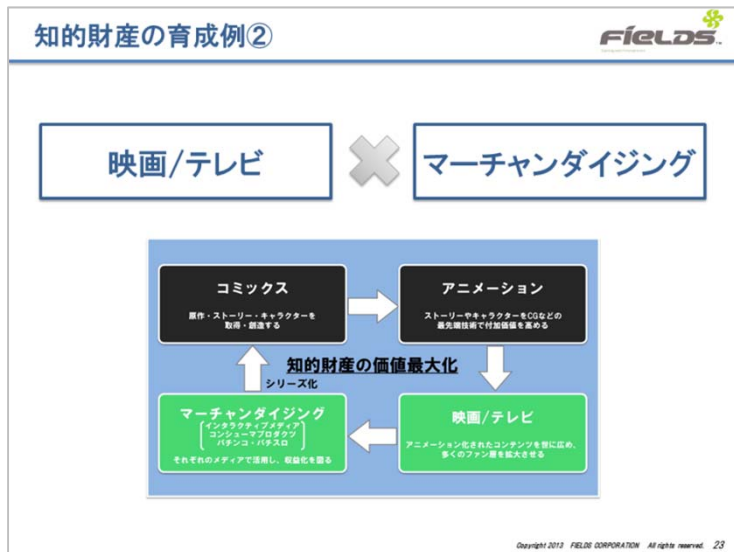 知的財産の育成例②
FIELDS
映画/テレビ
マーチャンダイジング
コミックス
原作・ストーリー・キャラクターを
取得・創造する
アニメーション
ストーリーやキャラクターをCGなどの
最先端技術で付加価値を高める
知的財産の価値最大化
シリーズ化
マーチャンダイジング
インタラクティブメディア
コンシューマプロダクツ
パチンコ・パチスロ
それぞれのメディアで活用し、収益化を図る
映画/テレビ
アニメーション化されたコンテンツを世に広め、
多くのファン層を拡大させる
Copyright 2013 FIELDS CORPORATION All rights reserved. 23